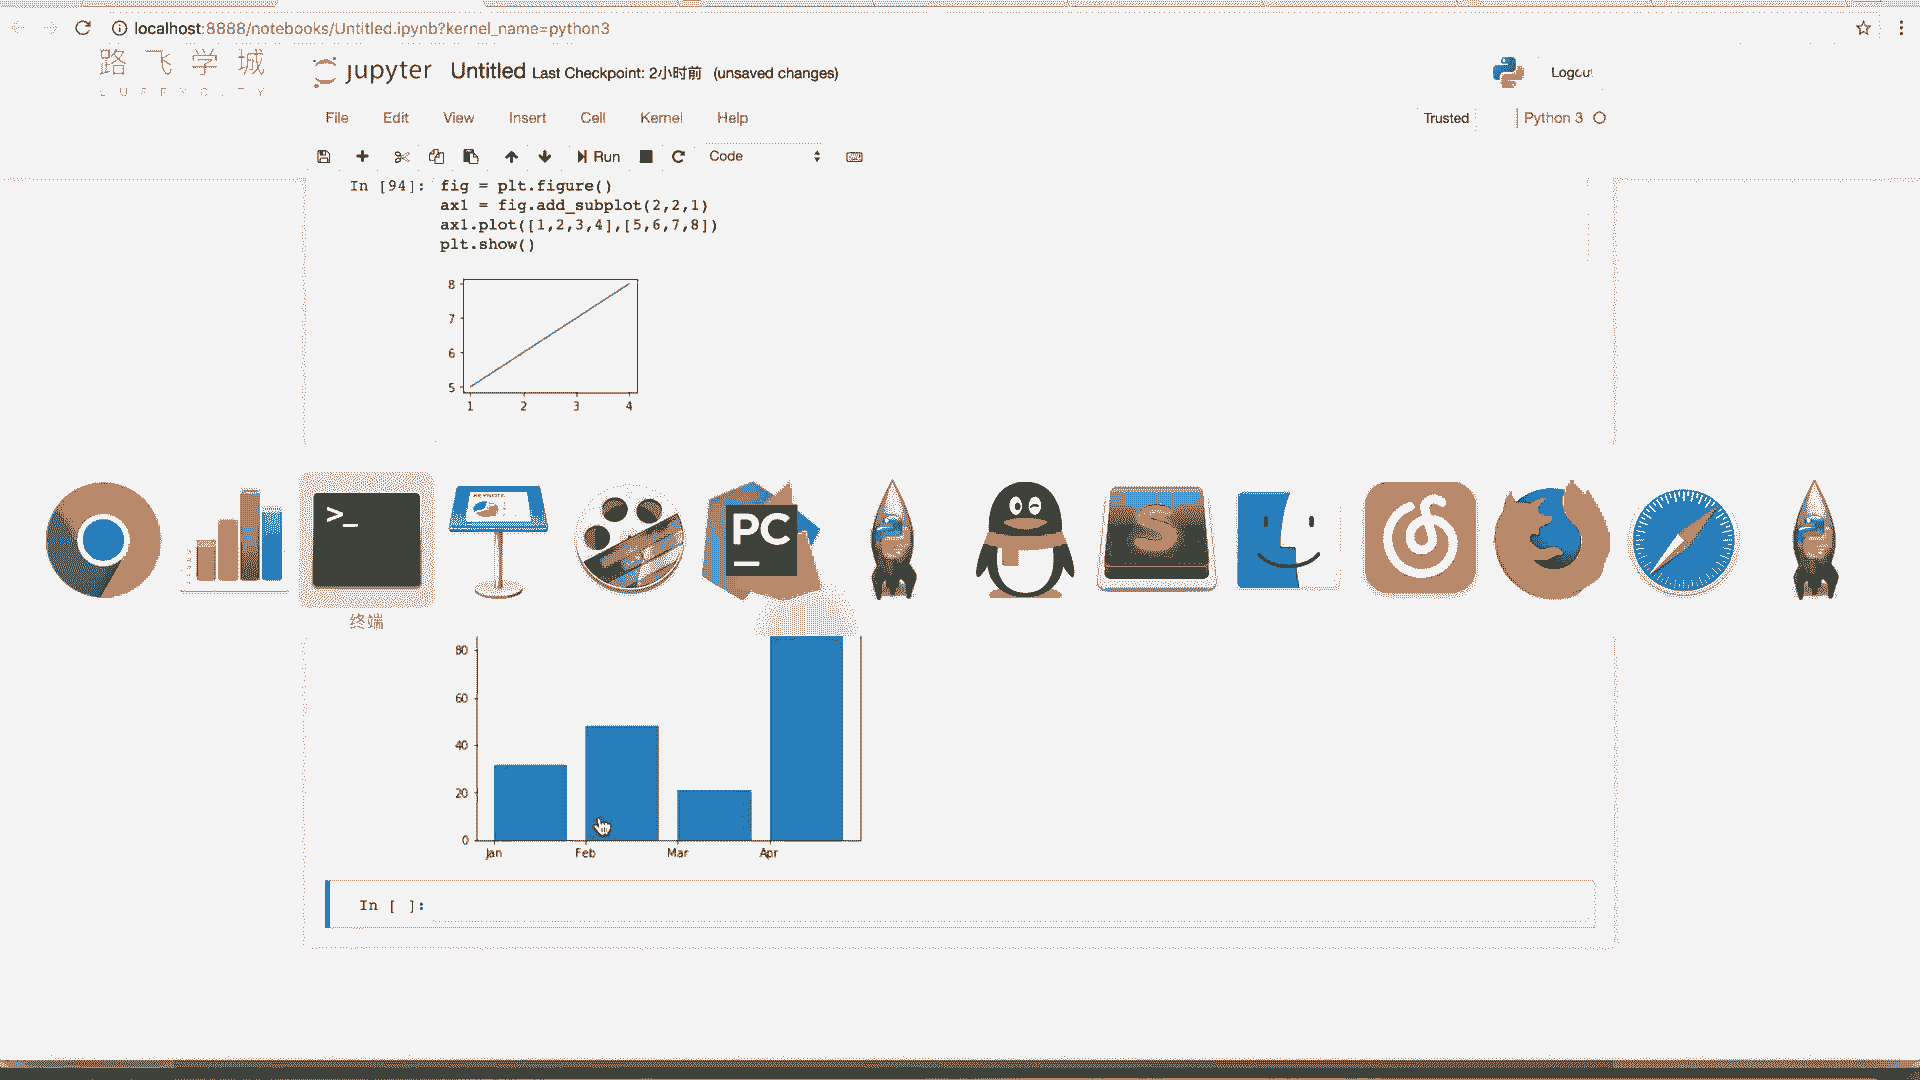 localhost:8888/notebooks/Untitled.ipynb?kernel_name=python3
路飞学城
LUFFYCITY
jupyter Untitled Last Checkpoint: 2小时前 (unsaved changes)
Logout
File Edit View Insert Cell Kernel Help
Trusted
Python 3
Run
Code
In [94]: fig = plt.figure()
ax1 = fig.add_subplot(2,2,1)
ax1.plot([1,2,3,4],[5,6,7,8])
plt.show()
8
7
6
5
1 2 3 4
>_
KEYNOTE
PC
S
终端
80
60
40
20
0
Jan Feb Mar Apr
In [ ]: